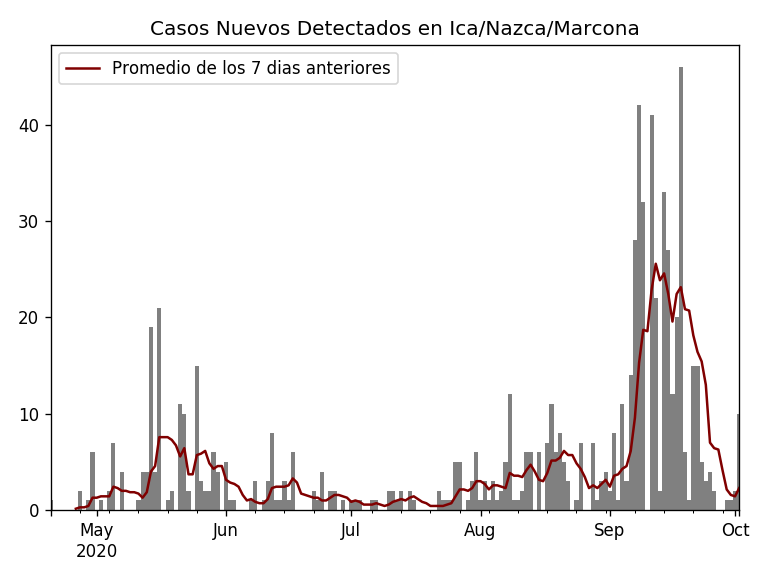 Casos Nuevos Detectados en Ica/Nazca/Marcona
Promedio de los 7 dias anteriores
40
30
20
10
0
May Jun Jul Aug Sep Oct
2020